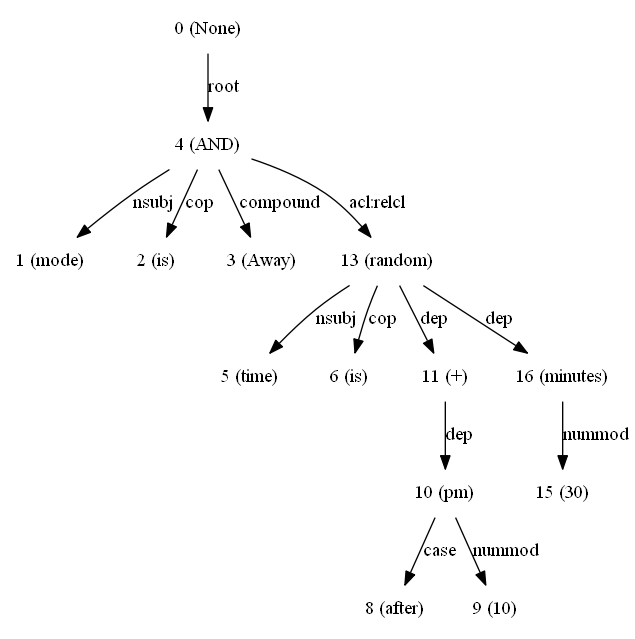 0 (None)
root
4 (AND)
nsubj cop compound acl:relcl
1 (mode) 2 (is) 3 (Away) 13 (random)
nsubj cop dep dep
5 (time) 6 (is) 11 (+) 16 (minutes)
dep nummod
10 (pm) 15 (30)
case nummod
8 (after) 9 (10)